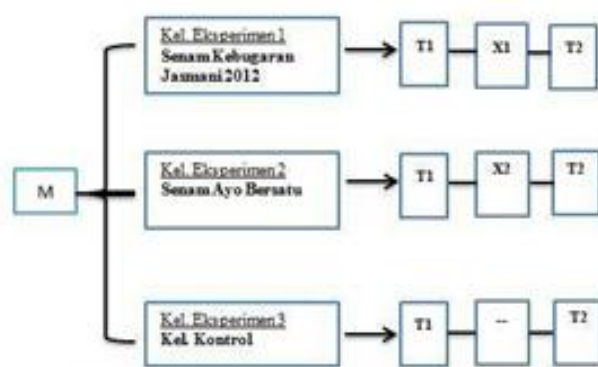 Kel. Eksperimen 1
Senam Kebugaran
Jasmani 2012
T1
X1
T2
M
Kel. Eksperimen 2
Senam Ayo Bersatu
T1
X2
T2
Kel. Eksperimen 3
Kel. Kontrol
T1
--
T2